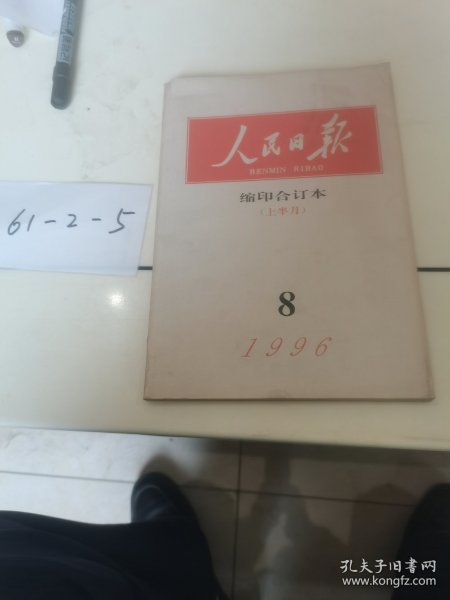 人民日报
RENMIN RIBAO
缩印合订本
(上半月)
8
1996
61-2-5
孔夫子旧书网
www.kongfz.com